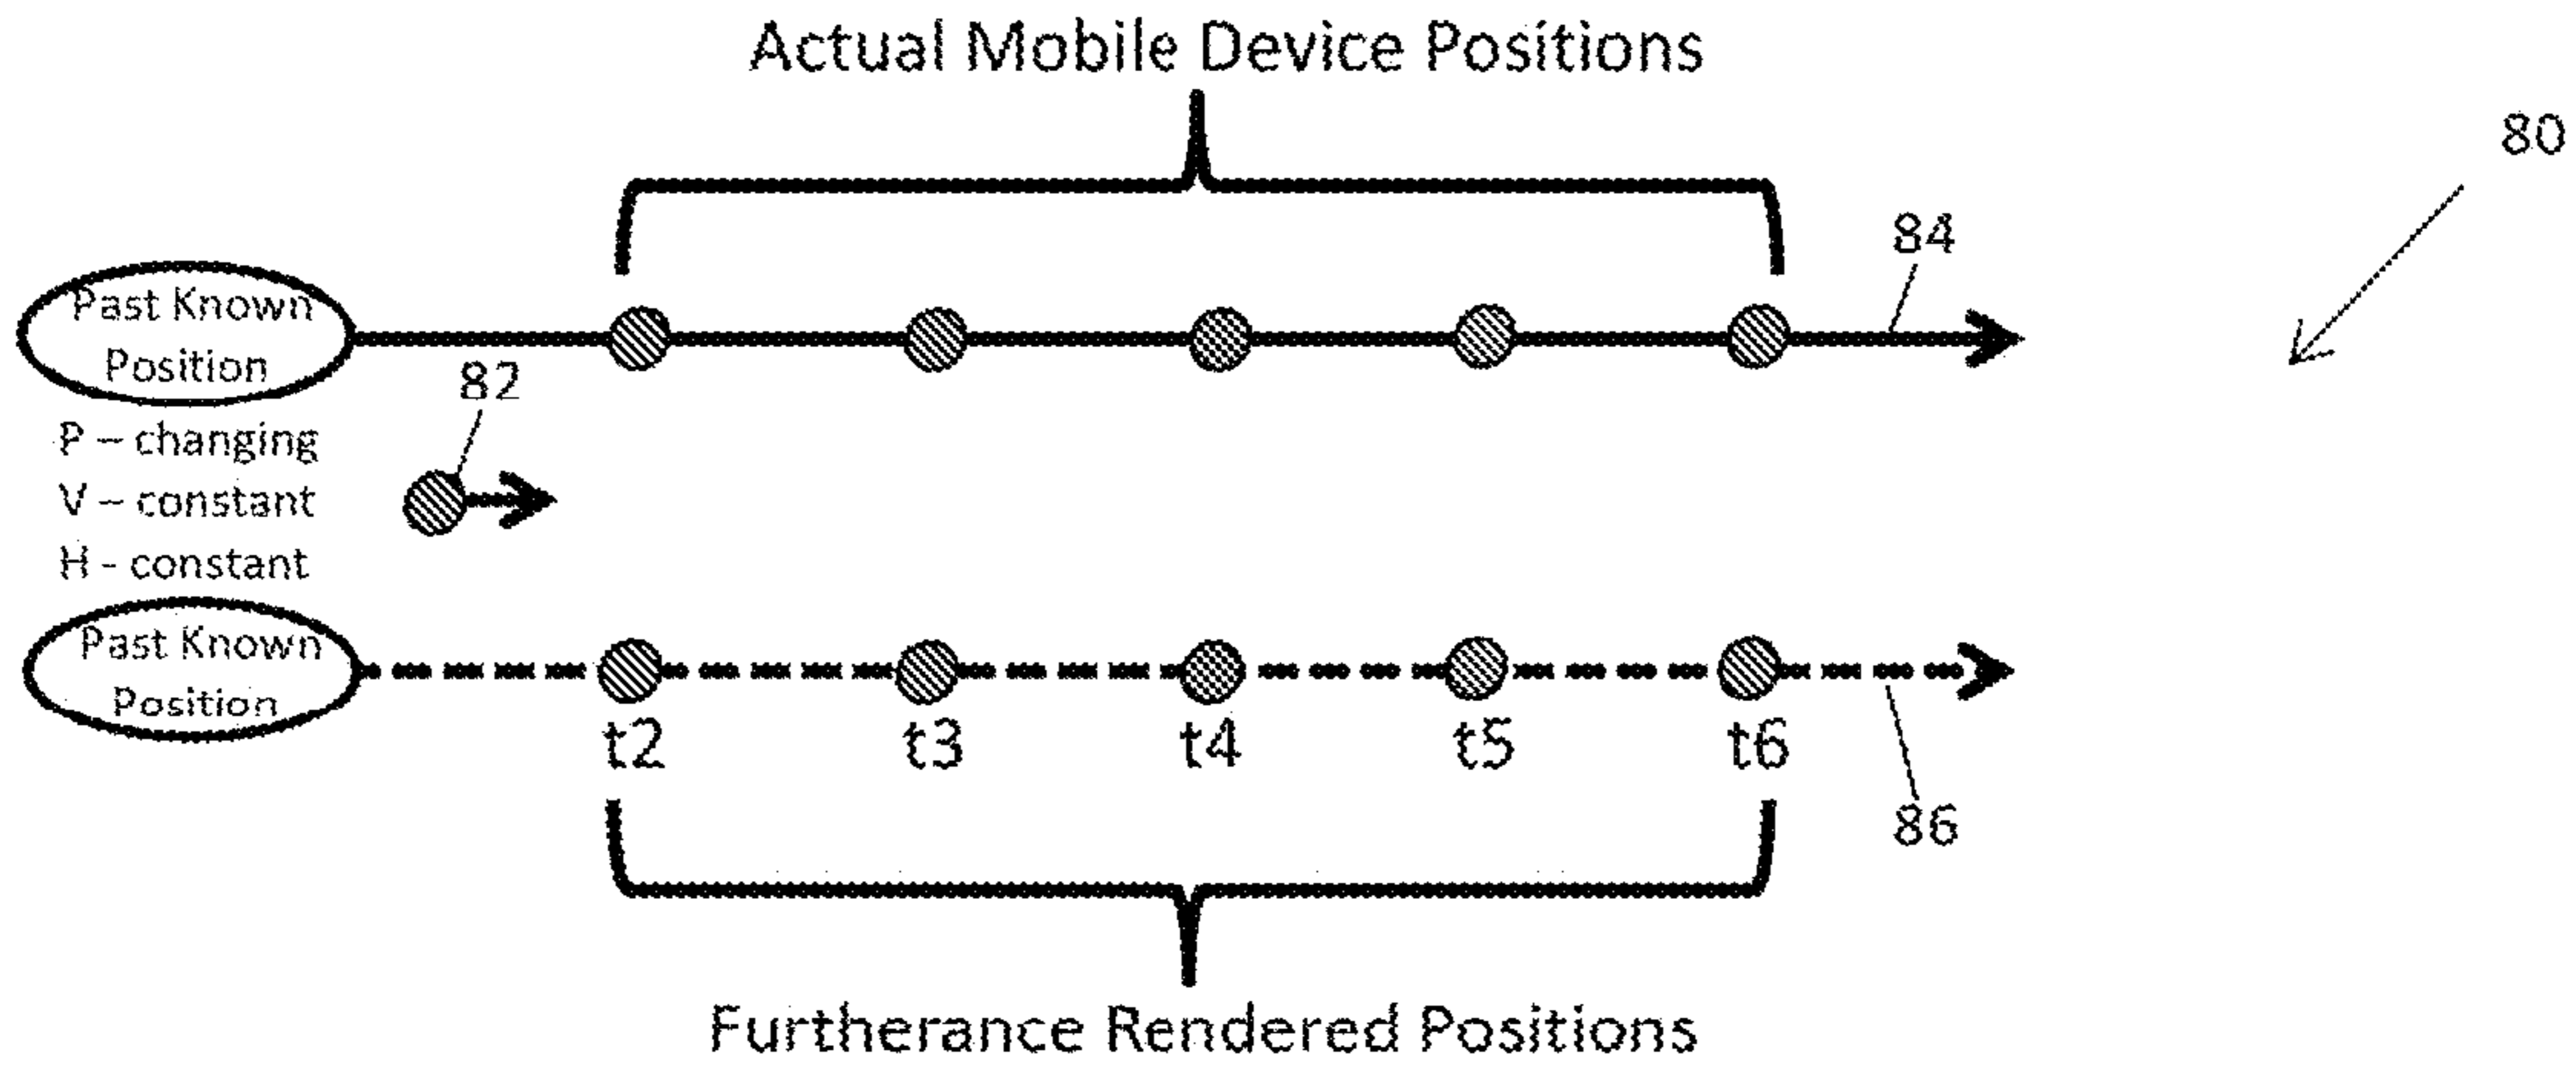 Actual Mobile Device Positions
80
84
Past Known
Position
82
P – changing
V – constant
H - constant
Past Known
Position
t2 t3 t4 t5 t6
86
Furtherance Rendered Positions